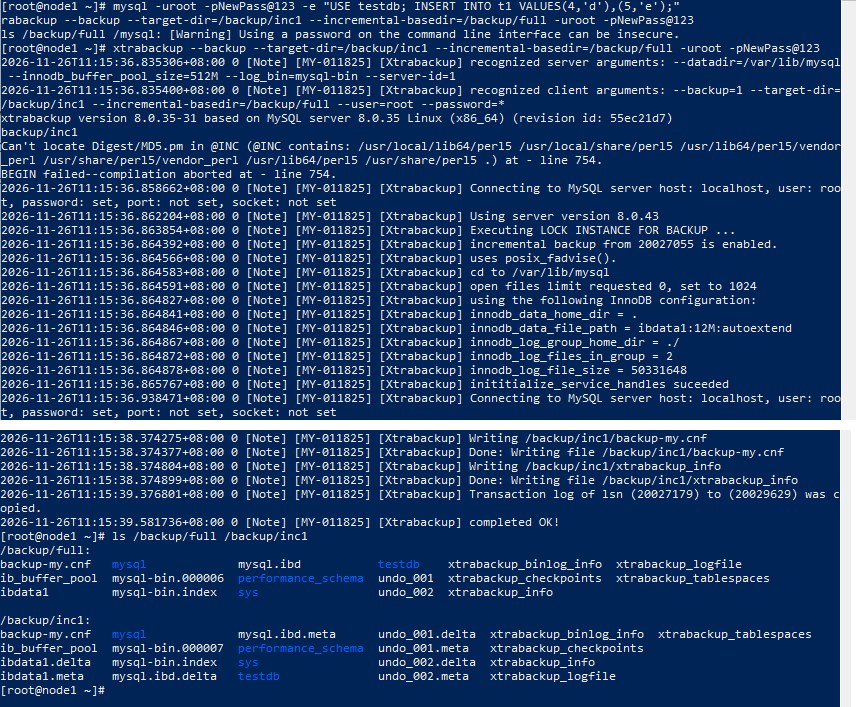 [root@node1 ~]# mysql -uroot -pNewPass@123 -e "USE testdb; INSERT INTO t1 VALUES(4,'d'),(5,'e');"
rabackup --backup --target-dir=/backup/inc1 --incremental-basedir=/backup/full -uroot -pNewPass@123
ls /backup/full /mysql: [Warning] Using a password on the command line interface can be insecure.
[root@node1 ~]# xtrabackup --backup --target-dir=/backup/inc1 --incremental-basedir=/backup/full -uroot -pNewPass@123
2026-11-26T11:15:36.835306+08:00 0 [Note] [MY-011825] [Xtrabackup] recognized server arguments: --datadir=/var/lib/mysql
 --innodb_buffer_pool_size=512M --log_bin=mysql-bin --server-id=1
2026-11-26T11:15:36.835400+08:00 0 [Note] [MY-011825] [Xtrabackup] recognized client arguments: --backup=1 --target-dir=
/backup/inc1 --incremental-basedir=/backup/full --user=root --password=*
xtrabackup version 8.0.35-31 based on MySQL server 8.0.35 Linux (x86_64) (revision id: 55ec21d7)
backup/inc1
Can't locate Digest/MD5.pm in @INC (@INC contains: /usr/local/lib64/perl5 /usr/local/share/perl5 /usr/lib64/perl5/vendor
_perl /usr/share/perl5/vendor_perl /usr/lib64/perl5 /usr/share/perl5 .) at - line 754.
BEGIN failed--compilation aborted at - line 754.
2026-11-26T11:15:36.858662+08:00 0 [Note] [MY-011825] [Xtrabackup] Connecting to MySQL server host: localhost, user: roo
t, password: set, port: not set, socket: not set
2026-11-26T11:15:36.862204+08:00 0 [Note] [MY-011825] [Xtrabackup] Using server version 8.0.43
2026-11-26T11:15:36.863854+08:00 0 [Note] [MY-011825] [Xtrabackup] Executing LOCK INSTANCE FOR BACKUP ...
2026-11-26T11:15:36.864392+08:00 0 [Note] [MY-011825] [Xtrabackup] incremental backup from 20027055 is enabled.
2026-11-26T11:15:36.864566+08:00 0 [Note] [MY-011825] [Xtrabackup] uses posix_fadvise().
2026-11-26T11:15:36.864583+08:00 0 [Note] [MY-011825] [Xtrabackup] cd to /var/lib/mysql
2026-11-26T11:15:36.864591+08:00 0 [Note] [MY-011825] [Xtrabackup] open files limit requested 0, set to 1024
2026-11-26T11:15:36.864827+08:00 0 [Note] [MY-011825] [Xtrabackup] using the following InnoDB configuration:
2026-11-26T11:15:36.864841+08:00 0 [Note] [MY-011825] [Xtrabackup] innodb_data_home_dir = .
2026-11-26T11:15:36.864846+08:00 0 [Note] [MY-011825] [Xtrabackup] innodb_data_file_path = ibdata1:12M:autoextend
2026-11-26T11:15:36.864867+08:00 0 [Note] [MY-011825] [Xtrabackup] innodb_log_group_home_dir = ./
2026-11-26T11:15:36.864872+08:00 0 [Note] [MY-011825] [Xtrabackup] innodb_log_files_in_group = 2
2026-11-26T11:15:36.864878+08:00 0 [Note] [MY-011825] [Xtrabackup] innodb_log_file_size = 50331648
2026-11-26T11:15:36.865767+08:00 0 [Note] [MY-011825] [Xtrabackup] inititialize_service_handles suceeded
2026-11-26T11:15:36.938471+08:00 0 [Note] [MY-011825] [Xtrabackup] Connecting to MySQL server host: localhost, user: roo
t, password: set, port: not set, socket: not set
2026-11-26T11:15:38.374275+08:00 0 [Note] [MY-011825] [Xtrabackup] Writing /backup/inc1/backup-my.cnf
2026-11-26T11:15:38.374377+08:00 0 [Note] [MY-011825] [Xtrabackup] Done: Writing file /backup/inc1/backup-my.cnf
2026-11-26T11:15:38.374804+08:00 0 [Note] [MY-011825] [Xtrabackup] Writing /backup/inc1/xtrabackup_info
2026-11-26T11:15:38.374899+08:00 0 [Note] [MY-011825] [Xtrabackup] Done: Writing file /backup/inc1/xtrabackup_info
2026-11-26T11:15:39.376801+08:00 0 [Note] [MY-011825] [Xtrabackup] Transaction log of lsn (20027179) to (20029629) was c
opied.
2026-11-26T11:15:39.581736+08:00 0 [Note] [MY-011825] [Xtrabackup] completed OK!
[root@node1 ~]# ls /backup/full /backup/inc1
/backup/full:
backup-my.cnf   mysql             mysql.ibd           testdb    xtrabackup_binlog_info  xtrabackup_logfile
ib_buffer_pool  mysql-bin.000006  performance_schema  undo_001  xtrabackup_checkpoints  xtrabackup_tablespaces
ibdata1         mysql-bin.index   sys                 undo_002  xtrabackup_info
/backup/inc1:
backup-my.cnf   mysql             mysql.ibd.meta      undo_001.delta  xtrabackup_binlog_info  xtrabackup_tablespaces
ib_buffer_pool  mysql-bin.000007  performance_schema  undo_001.meta   xtrabackup_checkpoints
ibdata1.delta   mysql-bin.index   sys                 undo_002.delta  xtrabackup_info
ibdata1.meta    mysql.ibd.delta   testdb              undo_002.meta   xtrabackup_logfile
[root@node1 ~]#